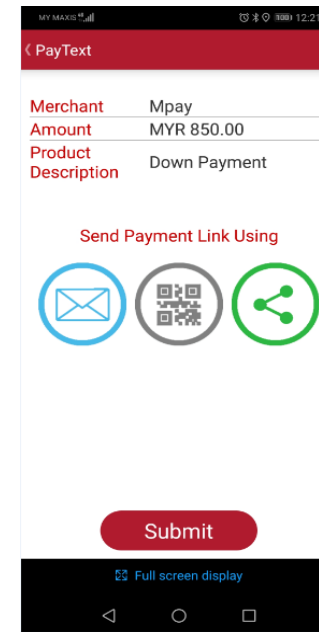 MY MAXIS 12:21
PayText
Merchant Mpay
Amount MYR 850.00
Product
Description Down Payment
Send Payment Link Using
Submit
Full screen display